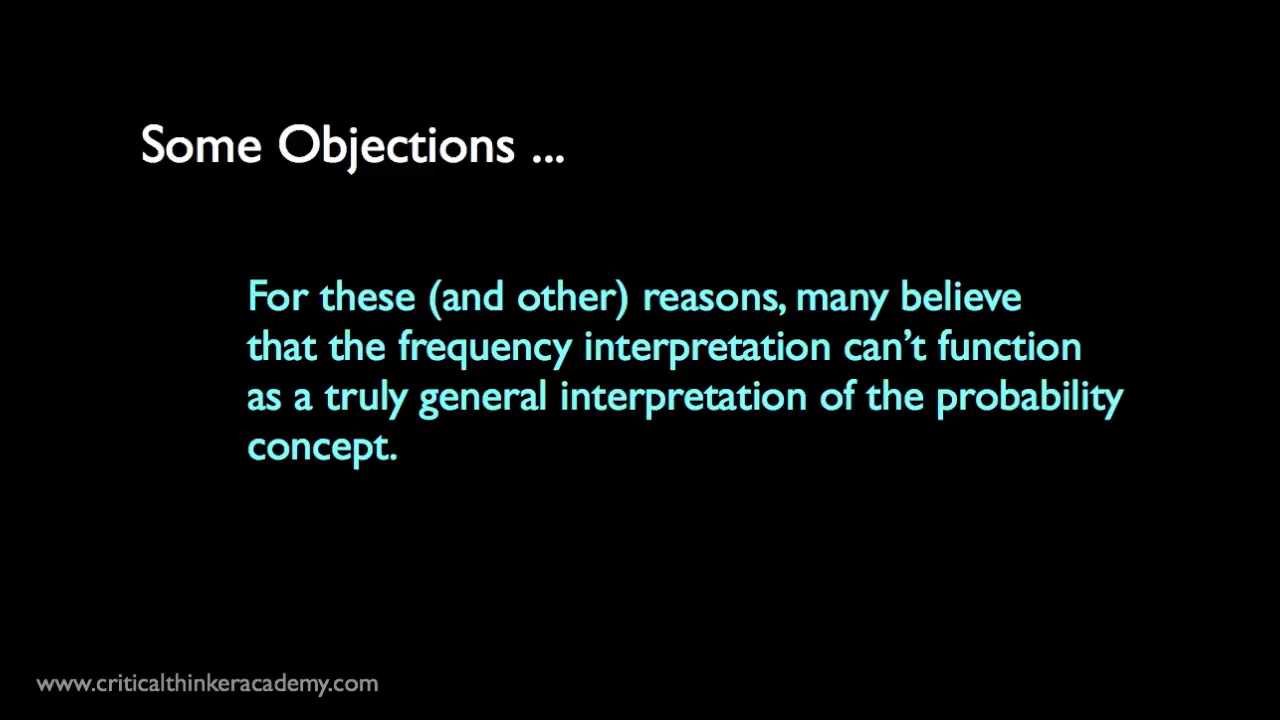 Some Objections ...
For these (and other) reasons, many believe
that the frequency interpretation can’t function
as a truly general interpretation of the probability
concept.
www.criticalthinkeracademy.com